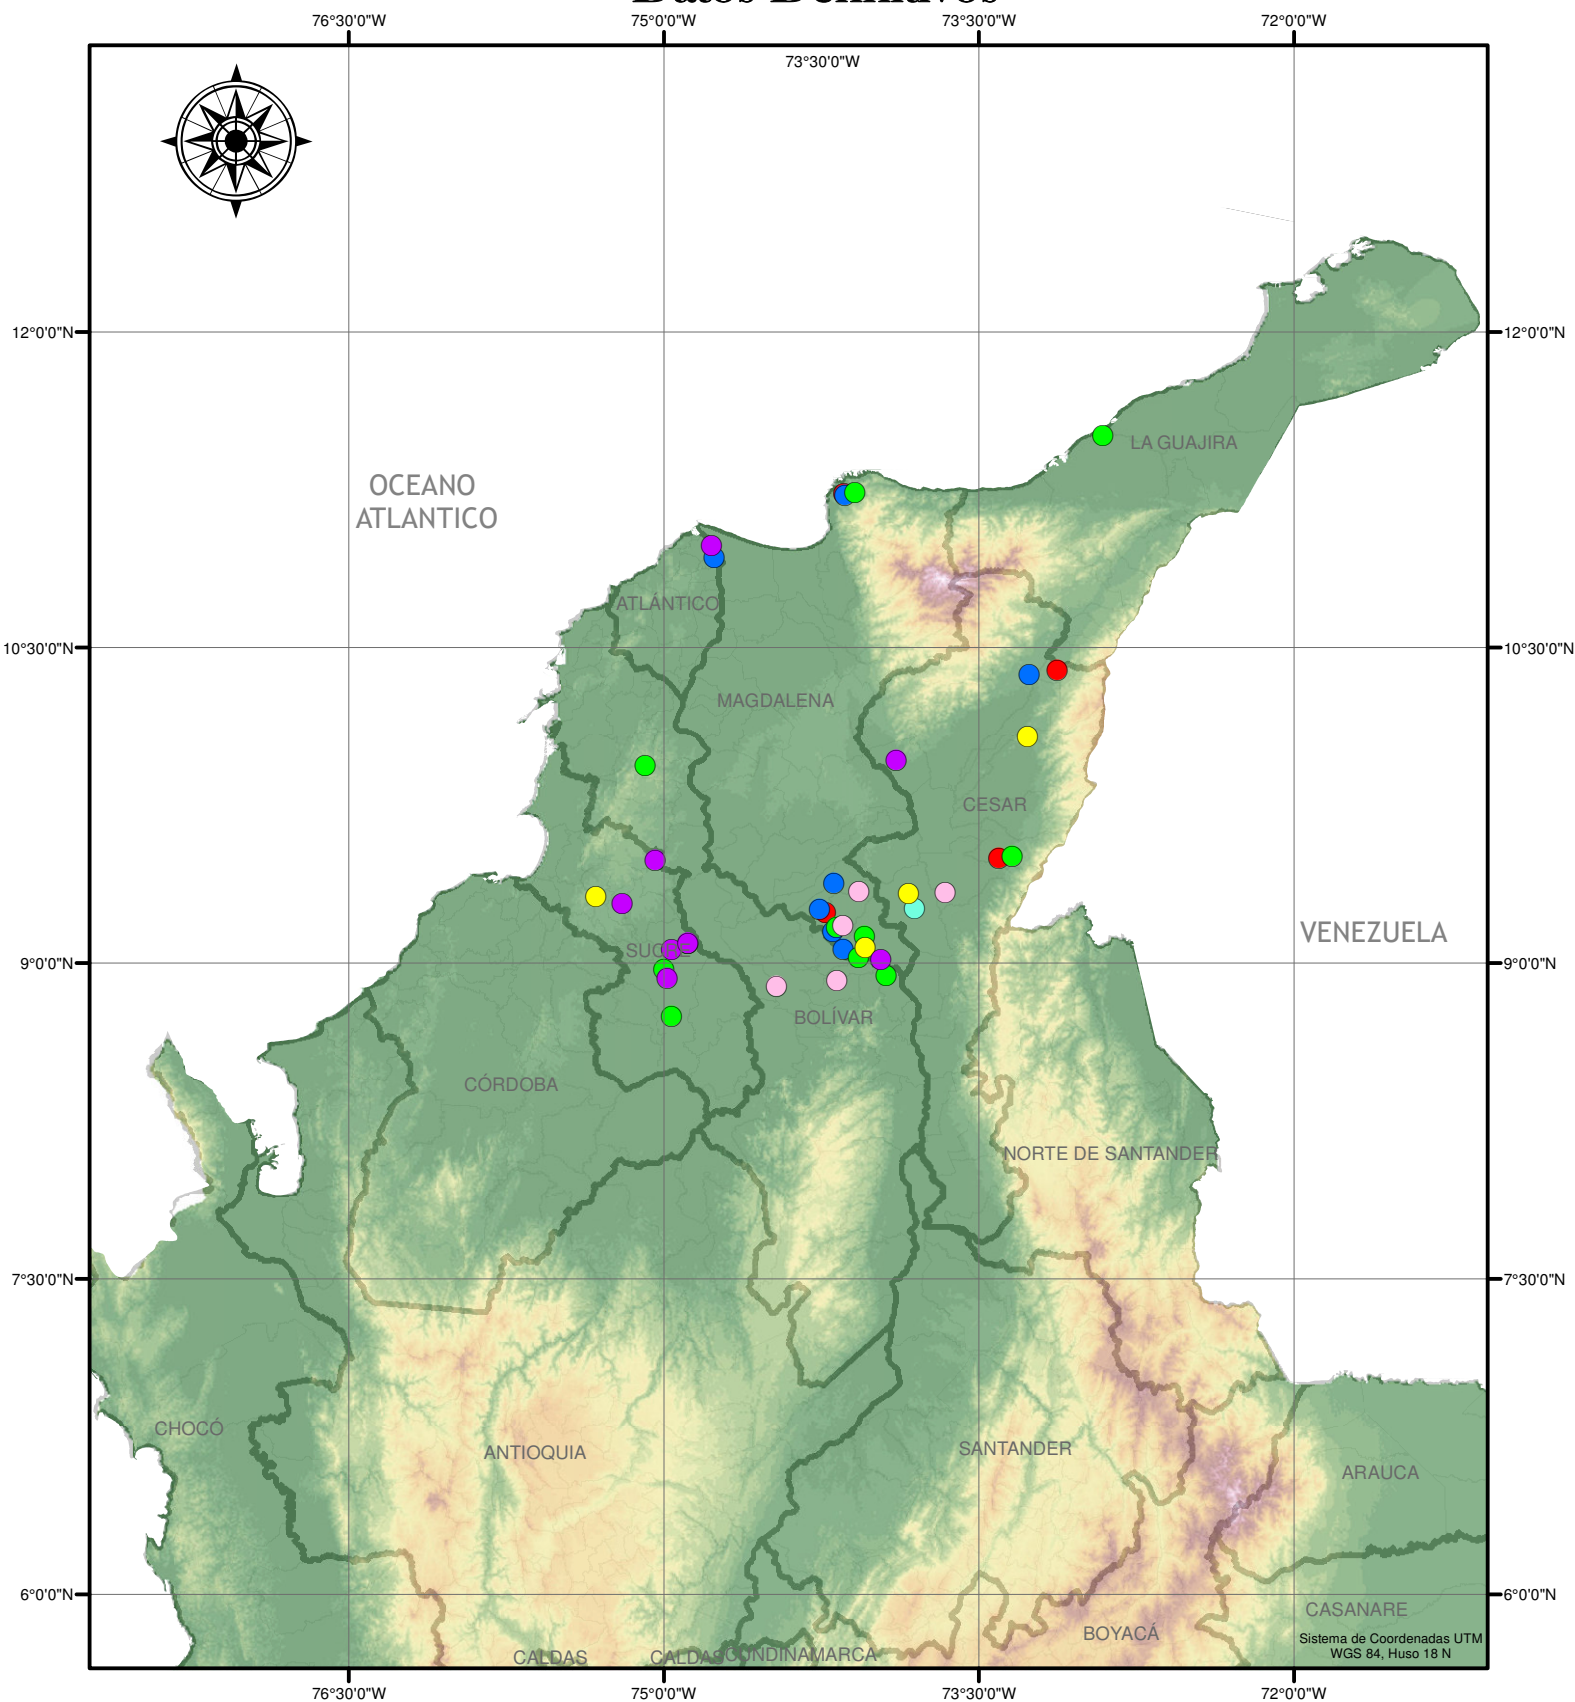 76°30'0"W 75°0'0"W 73°30'0"W 72°0'0"W
73°30'0"W
12°0'0"N 12°0'0"N
LA GUAJIRA
OCEANO
ATLANTICO
ATLÁNTICO
10°30'0"N 10°30'0"N
MAGDALENA
CESAR
VENEZUELA
SUCRE
9°0'0"N 9°0'0"N
BOLÍVAR
CÓRDOBA
NORTE DE SANTANDER
7°30'0"N 7°30'0"N
CHOCÓ
ANTIOQUIA
SANTANDER
ARAUCA
6°0'0"N 6°0'0"N
CASANARE
BOYACÁ
Sistema de Coordenadas UTM
WGS 84, Huso 18 N
CALDAS CALDAS CUNDINAMARCA
76°30'0"W 75°0'0"W 73°30'0"W 72°0'0"W